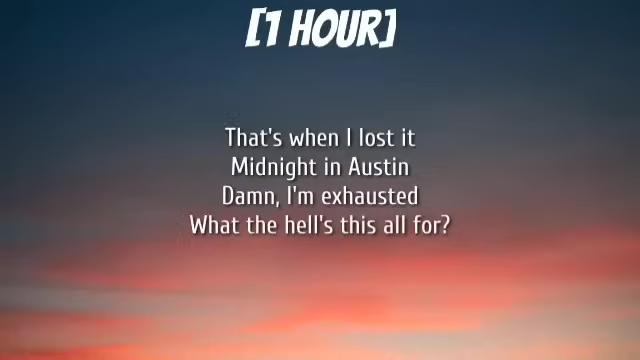 [1 HOUR]
That's when I lost it
Midnight in Austin
Damn, I'm exhausted
What the hell's this all for?